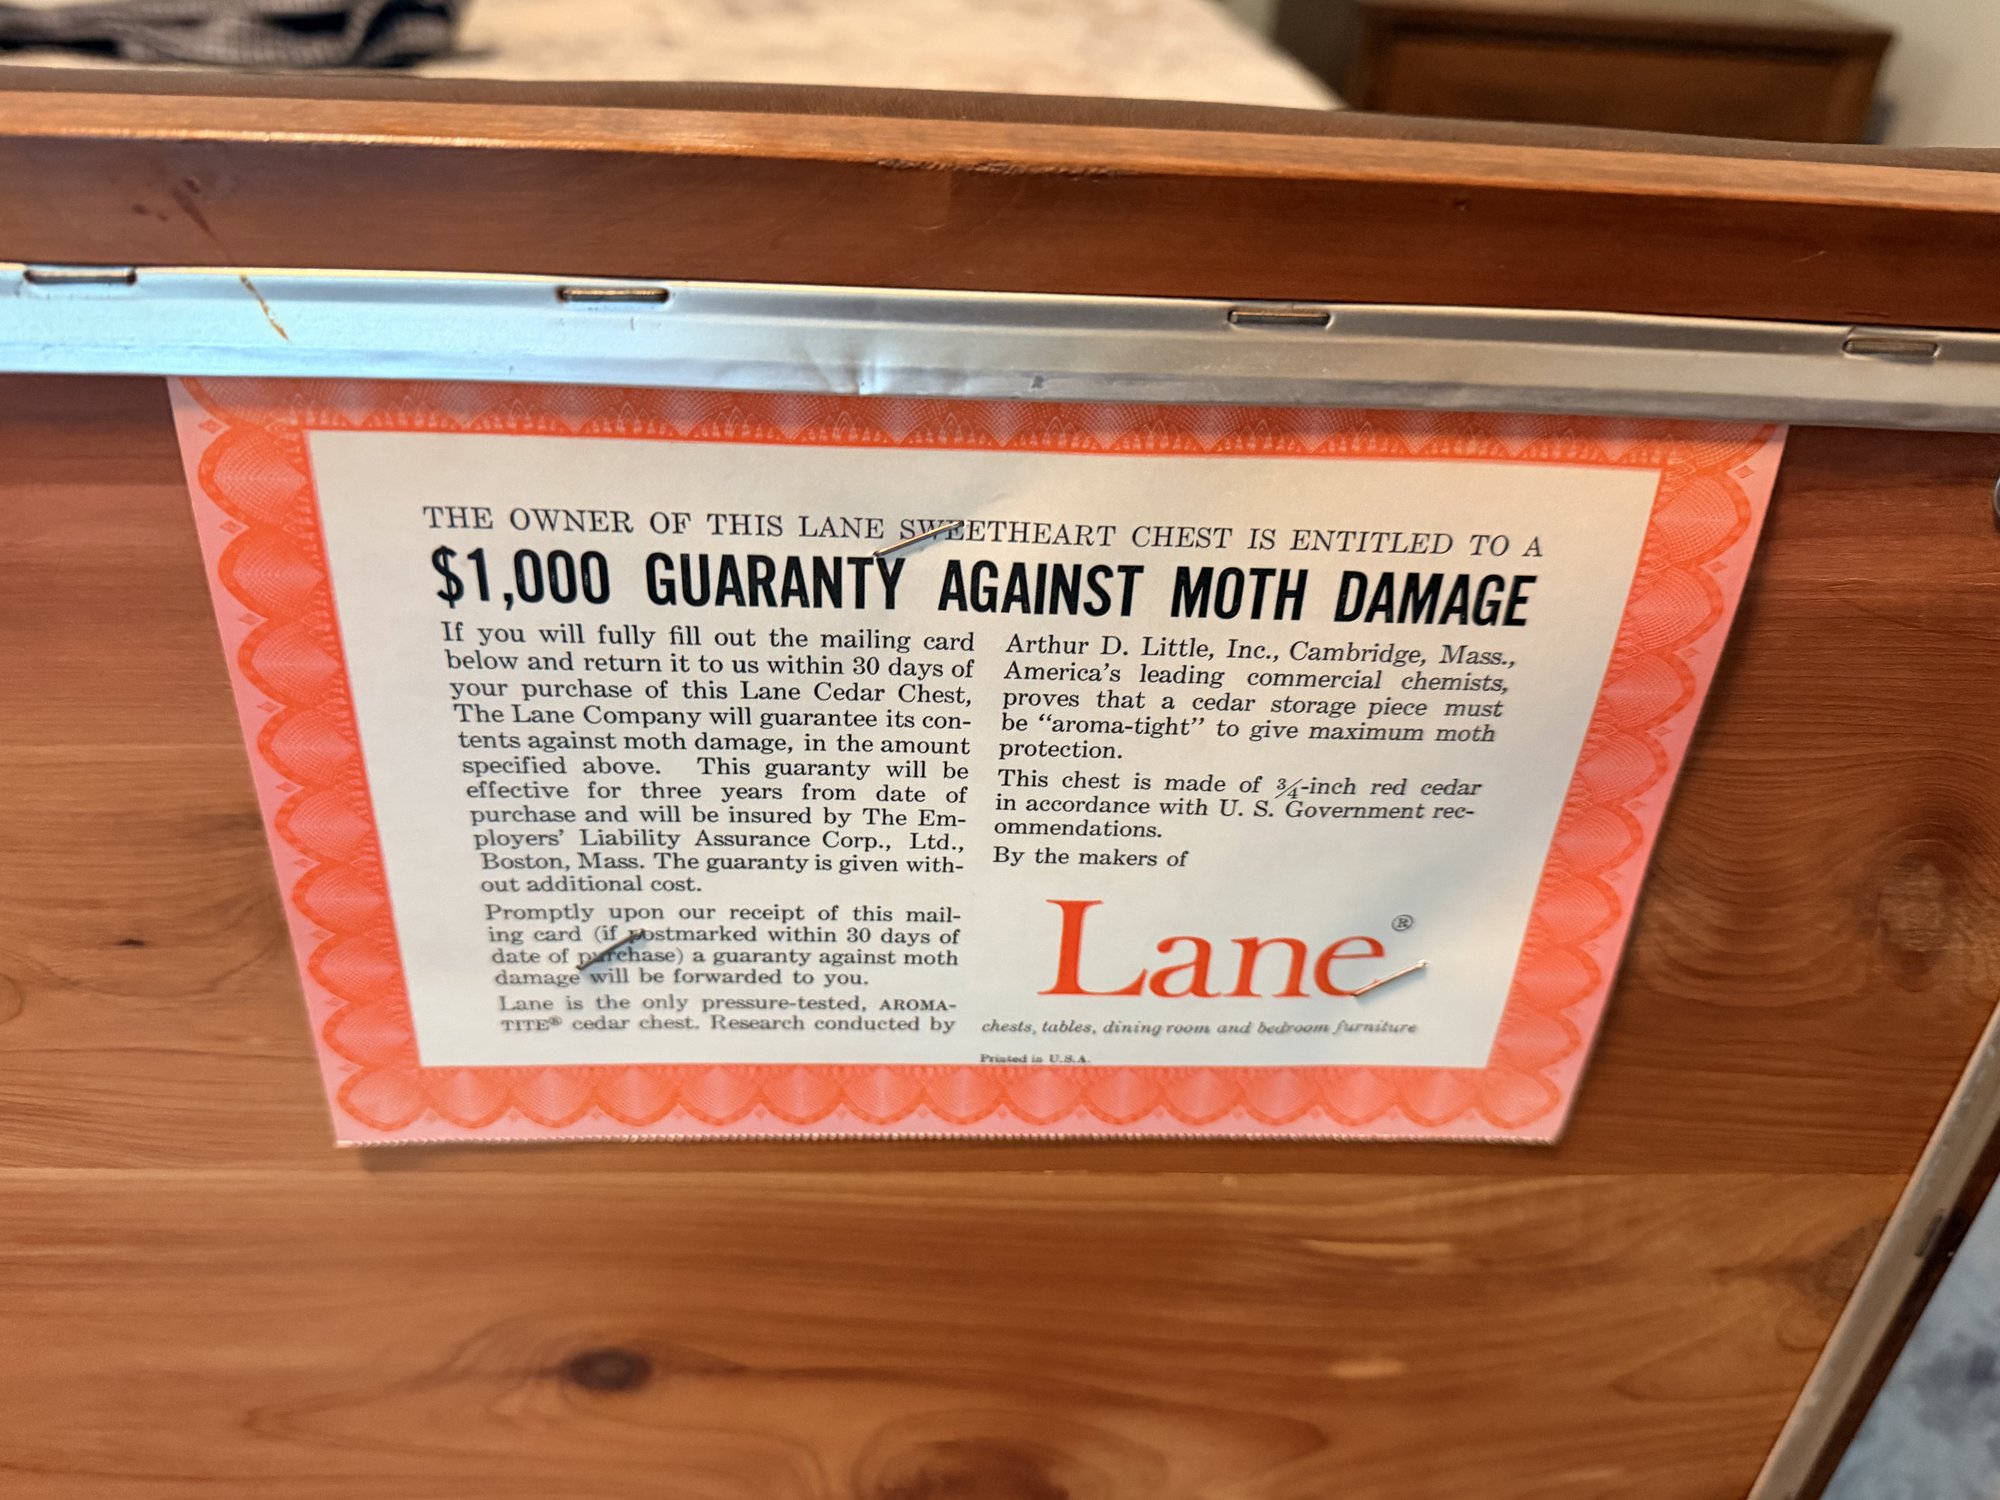 THE OWNER OF THIS LANE SWEETHEART CHEST IS ENTITLED TO A
$1,000 GUARANTY AGAINST MOTH DAMAGE
If you will fully fill out the mailing card
below and return it to us within 30 days of
your purchase of this Lane Cedar Chest,
The Lane Company will guarantee its con-
tents against moth damage, in the amount
specified above. This guaranty will be
effective for three years from date of
purchase and will be insured by The Em-
ployers' Liability Assurance Corp., Ltd.,
Boston, Mass. The guaranty is given with-
out additional cost.
Promptly upon our receipt of this mail-
ing card (if postmarked within 30 days of
date of purchase) a guaranty against moth
damage will be forwarded to you.
Lane is the only pressure-tested, AROMA-
TITE® cedar chest. Research conducted by
Arthur D. Little, Inc., Cambridge, Mass.,
America's leading commercial chemists,
proves that a cedar storage piece must
be "aroma-tight" to give maximum moth
protection.
This chest is made of ¾-inch red cedar
in accordance with U. S. Government rec-
ommendations.
By the makers of
Lane®
chests, tables, dining room and bedroom furniture
Printed in U.S.A.